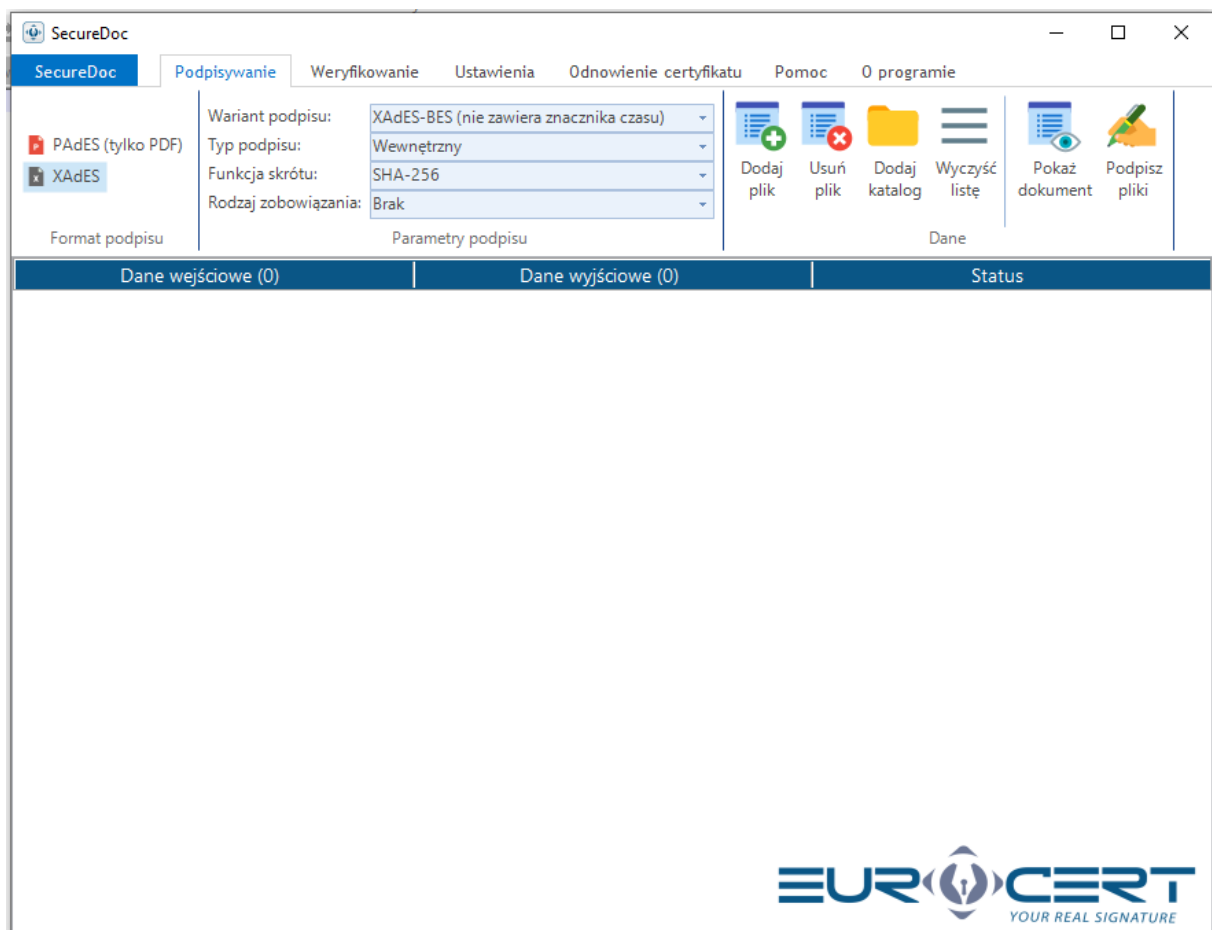 SecureDoc
SecureDoc Podpisywanie Weryfikowanie Ustawienia Odnowienie certyfikatu Pomoc O programie
PAdES (tylko PDF)
XAdES
Format podpisu
Wariant podpisu: XAdES-BES (nie zawiera znacznika czasu)
Typ podpisu: Wewnętrzny
Funkcja skrótu: SHA-256
Rodzaj zobowiązania: Brak
Parametry podpisu
Dodaj plik
Usuń plik
Dodaj katalog
Wyczyść listę
Pokaż dokument
Podpisz pliki
Dane
Dane wejściowe (0) Dane wyjściowe (0) Status
EUROCERT
YOUR REAL SIGNATURE